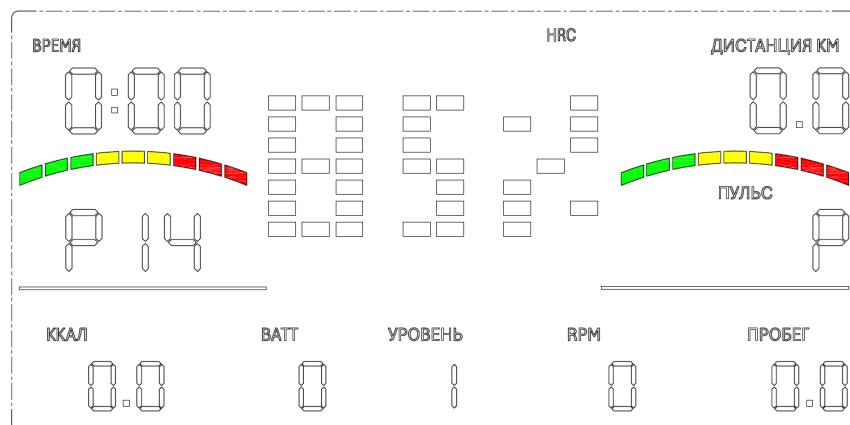 ВРЕМЯ
HRC
ДИСТАНЦИЯ КМ
0:00
85%
0.0
ПУЛЬС
P14
P
ККАЛ
ВАТТ
УРОВЕНЬ
RPM
ПРОБЕГ
0.0
0
1
0
0.0